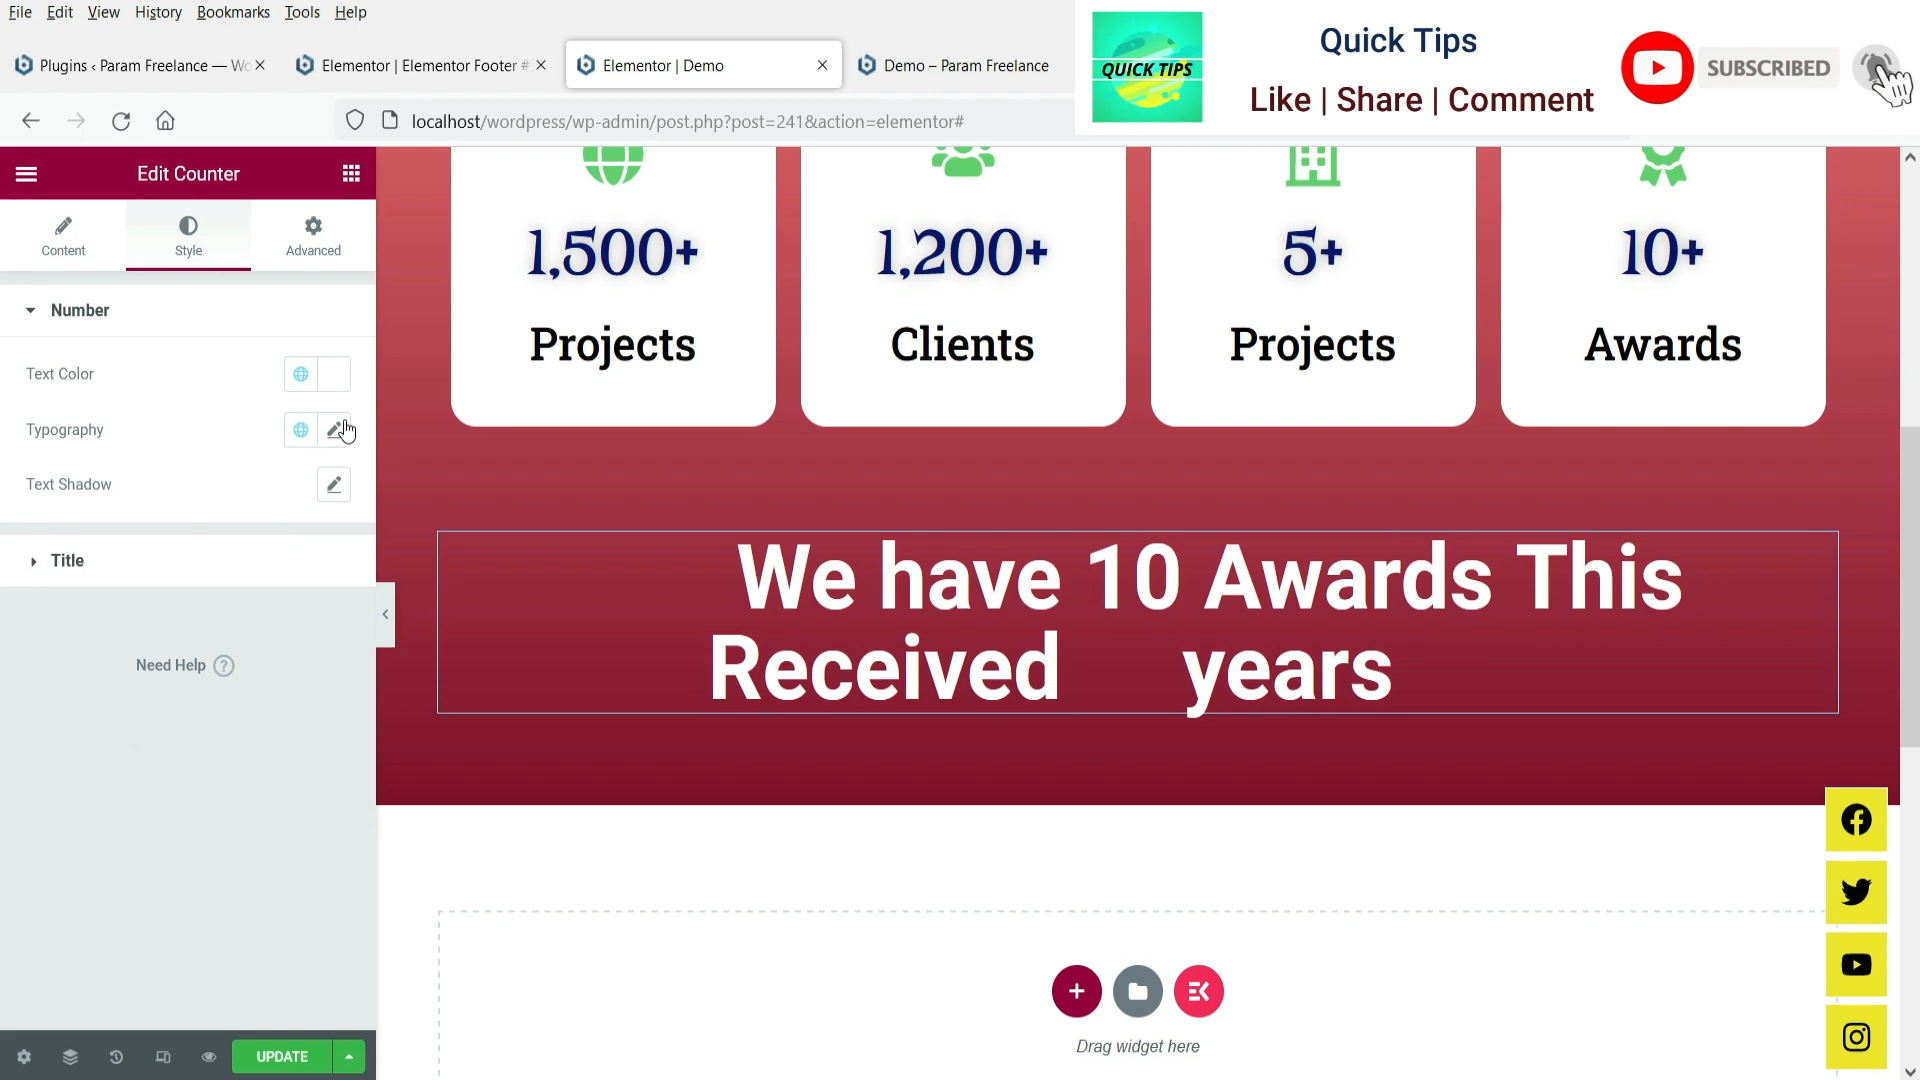 File Edit View History Bookmarks Tools Help
Plugins ‹ Param Freelance — Wo
Elementor | Elementor Footer #
Elementor | Demo
Demo – Param Freelance
QUICK TIPS
Quick Tips
Like | Share | Comment
SUBSCRIBED
localhost/wordpress/wp-admin/post.php?post=241&action=elementor#
Edit Counter
Content
Style
Advanced
Number
Text Color
Typography
Text Shadow
Title
Need Help ?
UPDATE
1,500+
Projects
1,200+
Clients
5+
Projects
10+
Awards
We have 10 Awards This
Received years
Drag widget here